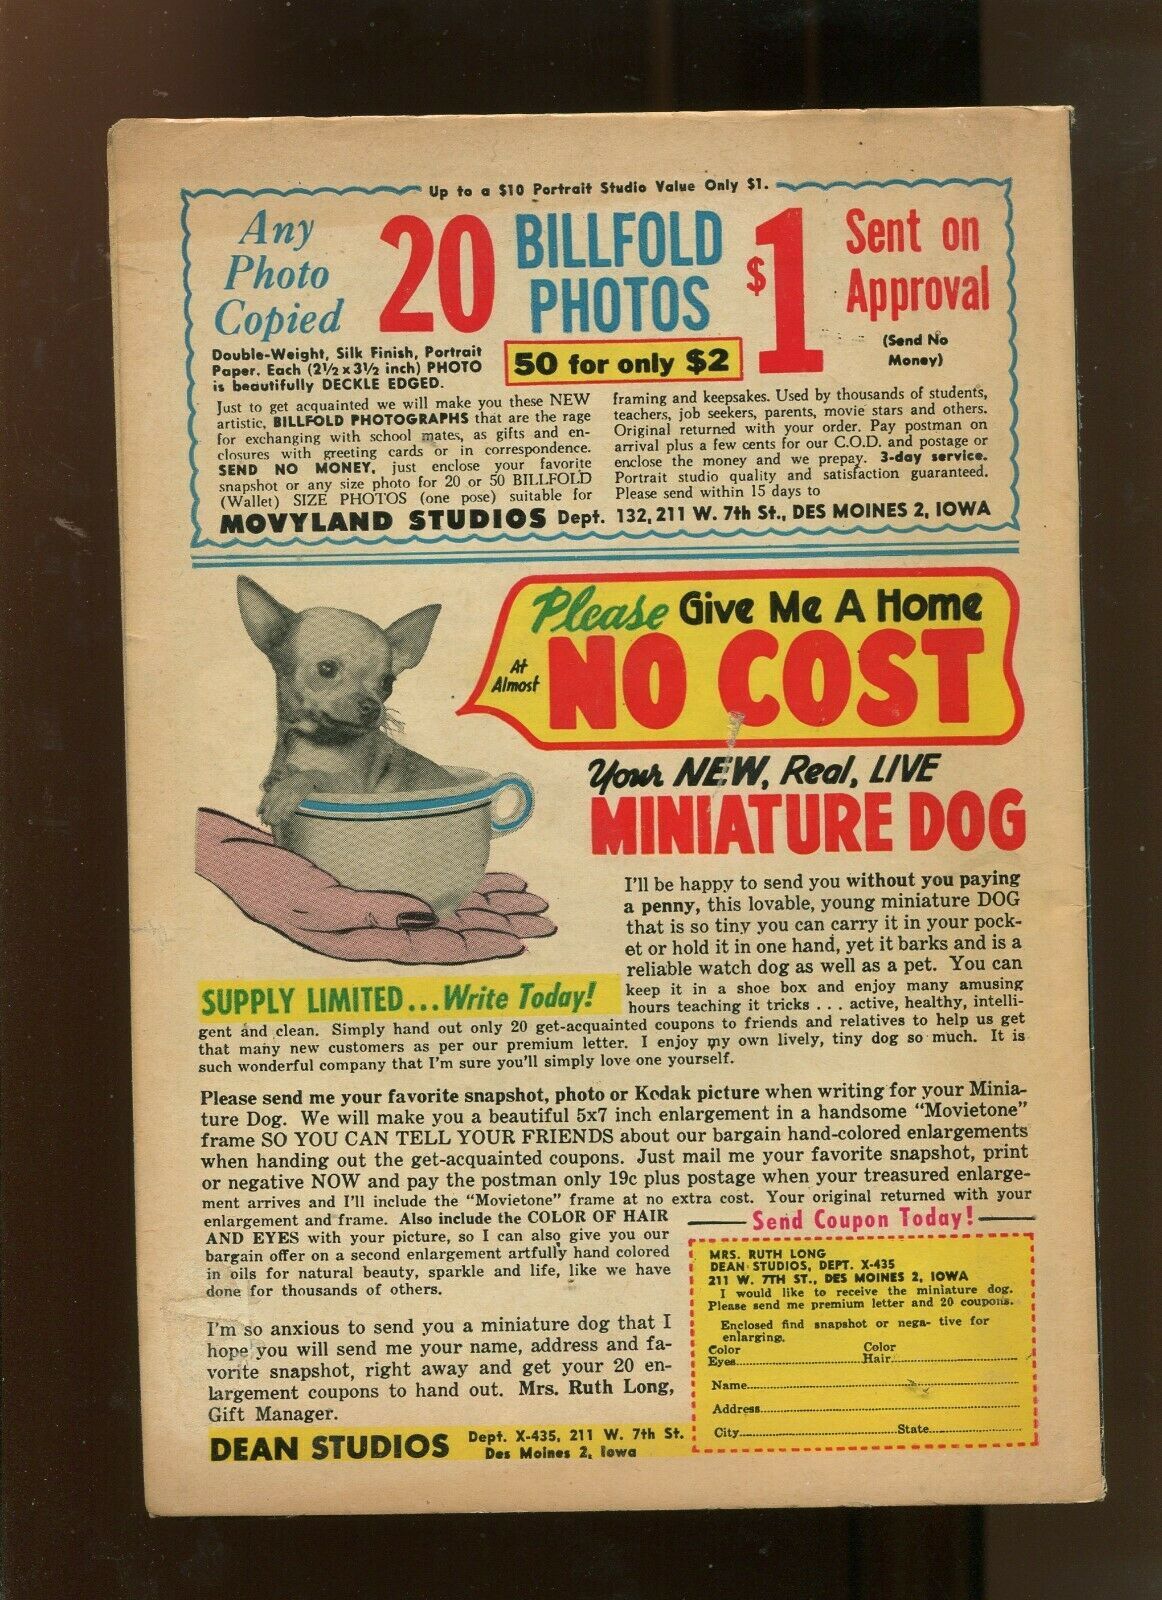 Up to a $10 Portrait Studio Value Only $1.
Any
Photo
Copied
20
BILLFOLD
PHOTOS
$1
Sent on
Approval
(Send No
Money)
50 for only $2
Double-Weight, Silk Finish, Portrait
Paper. Each (2½ x 3½ inch) PHOTO
is beautifully DECKLE EDGED.
Just to get acquainted we will make you these NEW
artistic, BILLFOLD PHOTOGRAPHS that are the rage
for exchanging with school mates, as gifts and en-
closures with greeting cards or in correspondence.
SEND NO MONEY, just enclose your favorite
snapshot or any size photo for 20 or 50 BILLFOLD
(Wallet) SIZE PHOTOS (one pose) suitable for
framing and keepsakes. Used by thousands of students,
teachers, job seekers, parents, movie stars and others.
Original returned with your order. Pay postman on
arrival plus a few cents for our C.O.D. and postage or
enclose the money and we prepay. 3-day service.
Portrait studio quality and satisfaction guaranteed.
Please send within 15 days to
MOVYLAND STUDIOS Dept. 132, 211 W. 7th St., DES MOINES 2, IOWA
Please Give Me A Home
At
Almost
NO COST
Your NEW, Real, LIVE
MINIATURE DOG
I'll be happy to send you without you paying
a penny, this lovable, young miniature DOG
that is so tiny you can carry it in your pock-
et or hold it in one hand, yet it barks and is a
reliable watch dog as well as a pet. You can
keep it in a shoe box and enjoy many amusing
SUPPLY LIMITED...Write Today!
hours teaching it tricks . . . active, healthy, intelli-
gent and clean. Simply hand out only 20 get-acquainted coupons to friends and relatives to help us get
that many new customers as per our premium letter. I enjoy my own lively, tiny dog so much. It is
such wonderful company that I'm sure you'll simply love one yourself.
Please send me your favorite snapshot, photo or Kodak picture when writing for your Minia-
ture Dog. We will make you a beautiful 5x7 inch enlargement in a handsome "Movietone"
frame SO YOU CAN TELL YOUR FRIENDS about our bargain hand-colored enlargements
when handing out the get-acquainted coupons. Just mail me your favorite snapshot, print
or negative NOW and pay the postman only 19c plus postage when your treasured enlarge-
ment arrives and I'll include the "Movietone" frame at no extra cost. Your original returned with your
enlargement and frame. Also include the COLOR OF HAIR
AND EYES with your picture, so I can also give you our
bargain offer on a second enlargement artfully hand colored
in oils for natural beauty, sparkle and life, like we have
done for thousands of others.
I'm so anxious to send you a miniature dog that I
hope you will send me your name, address and fa-
vorite snapshot, right away and get your 20 en-
largement coupons to hand out. Mrs. Ruth Long,
Gift Manager.
DEAN STUDIOS
Dept. X-435, 211 W. 7th St.
Des Moines 2, Iowa
Send Coupon Today!
MRS. RUTH LONG
DEAN STUDIOS, DEPT. X-435
211 W. 7TH ST., DES MOINES 2, IOWA
I would like to receive the miniature dog.
Please send me premium letter and 20 coupons.
Enclosed find snapshot or nega- tive for
enlarging.
Color Color
Eyes Hair
Name
Address
City State